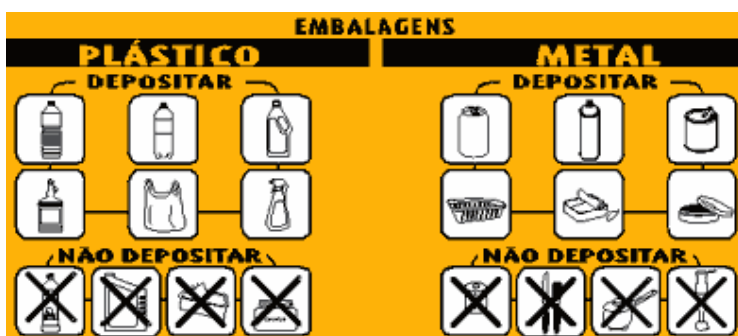 EMBALAGENS
PLÁSTICO METAL
DEPOSITAR DEPOSITAR
NÃO DEPOSITAR NÃO DEPOSITAR